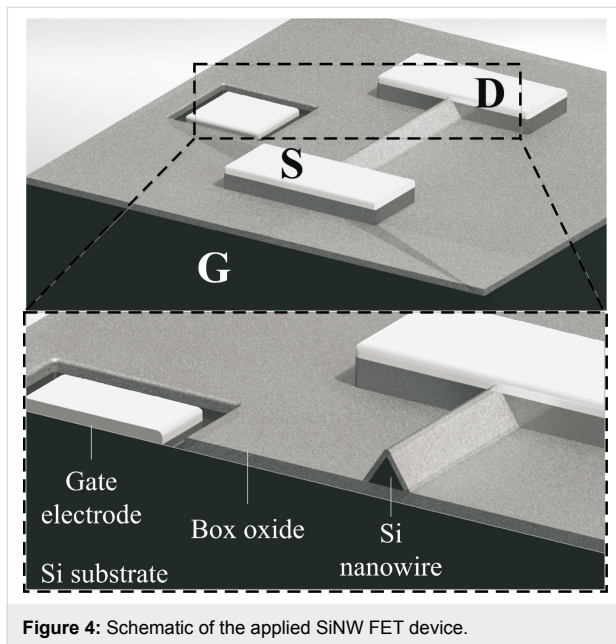 D
S
G
Gate
electrode
Box oxide
Si
nanowire
Si substrate
Figure 4: Schematic of the applied SiNW FET device.